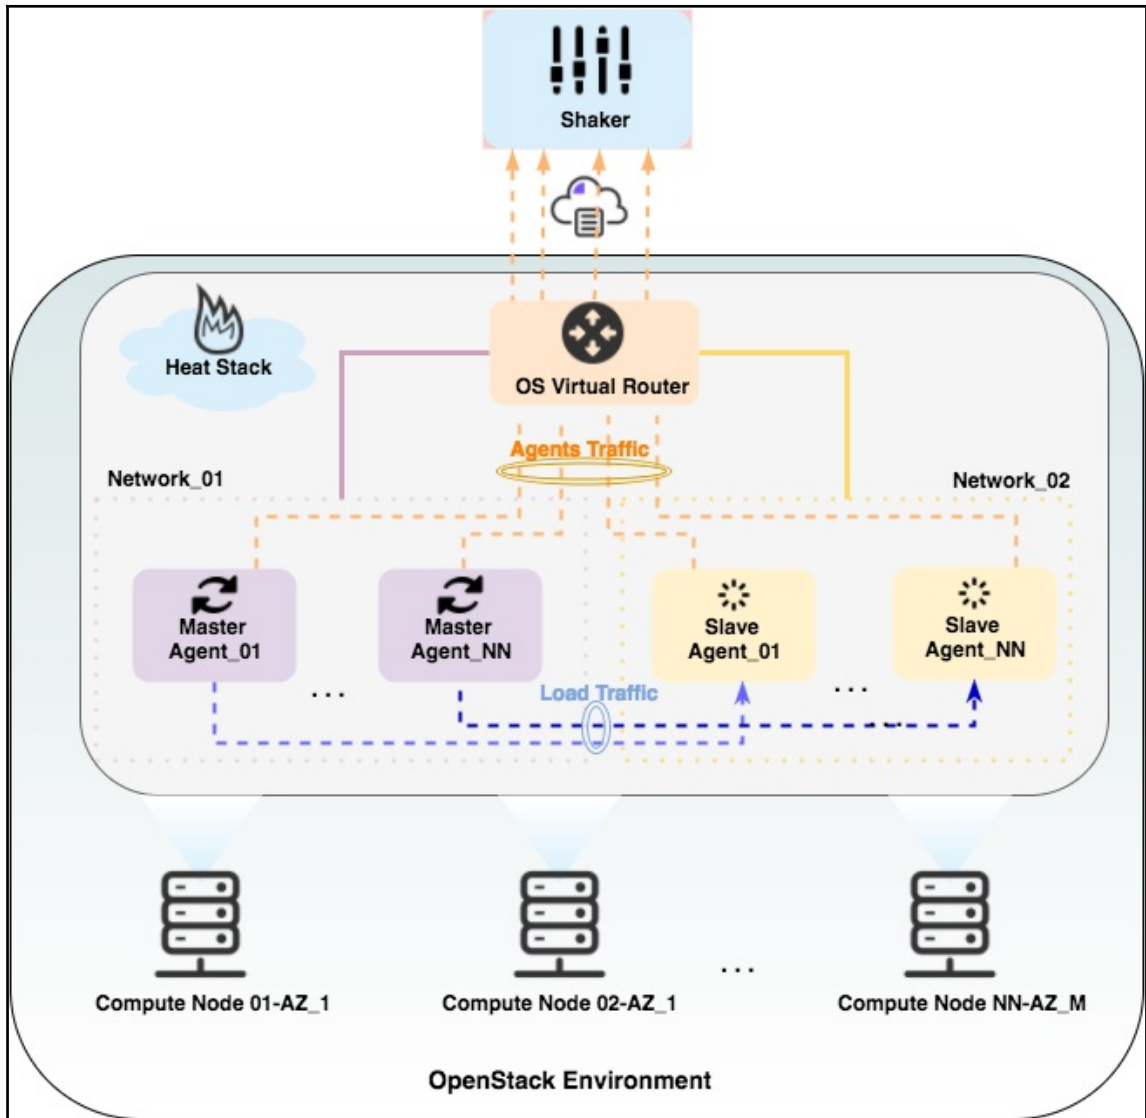 Shaker
Heat Stack
OS Virtual Router
Agents Traffic
Network_01
Network_02
Master
Agent_01
Master
Agent_NN
Slave
Agent_01
Slave
Agent_NN
...
Load Traffic
...
...
Compute Node 01-AZ_1
Compute Node 02-AZ_1
...
Compute Node NN-AZ_M
OpenStack Environment